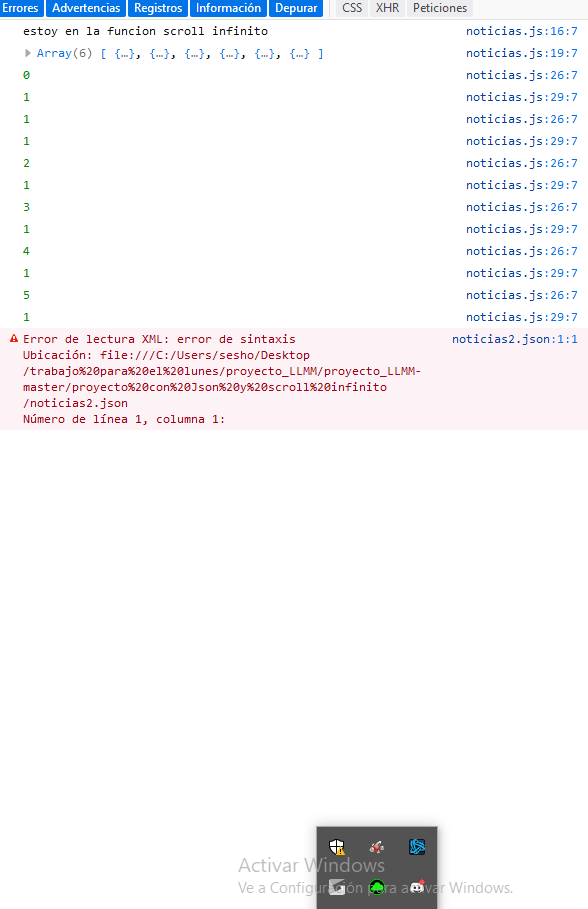 Errores Advertencias Registros Información Depurar CSS XHR Peticiones
estoy en la funcion scroll infinito noticias.js:16:7
Array(6) [ {…}, {…}, {…}, {…}, {…}, {…} ] noticias.js:19:7
0 noticias.js:26:7
1 noticias.js:29:7
1 noticias.js:26:7
1 noticias.js:29:7
2 noticias.js:26:7
1 noticias.js:29:7
3 noticias.js:26:7
1 noticias.js:29:7
4 noticias.js:26:7
1 noticias.js:29:7
5 noticias.js:26:7
1 noticias.js:29:7
Error de lectura XML: error de sintaxis noticias2.json:1:1
Ubicación: file:///C:/Users/sesho/Desktop
/trabajo%20para%20el%20lunes/proyecto_LLMM/proyecto_LLMM-
master/proyecto%20con%20Json%20y%20scroll%20infinito
/noticias2.json
Número de línea 1, columna 1:
Activar Windows
Ve a Configuración para activar Windows.